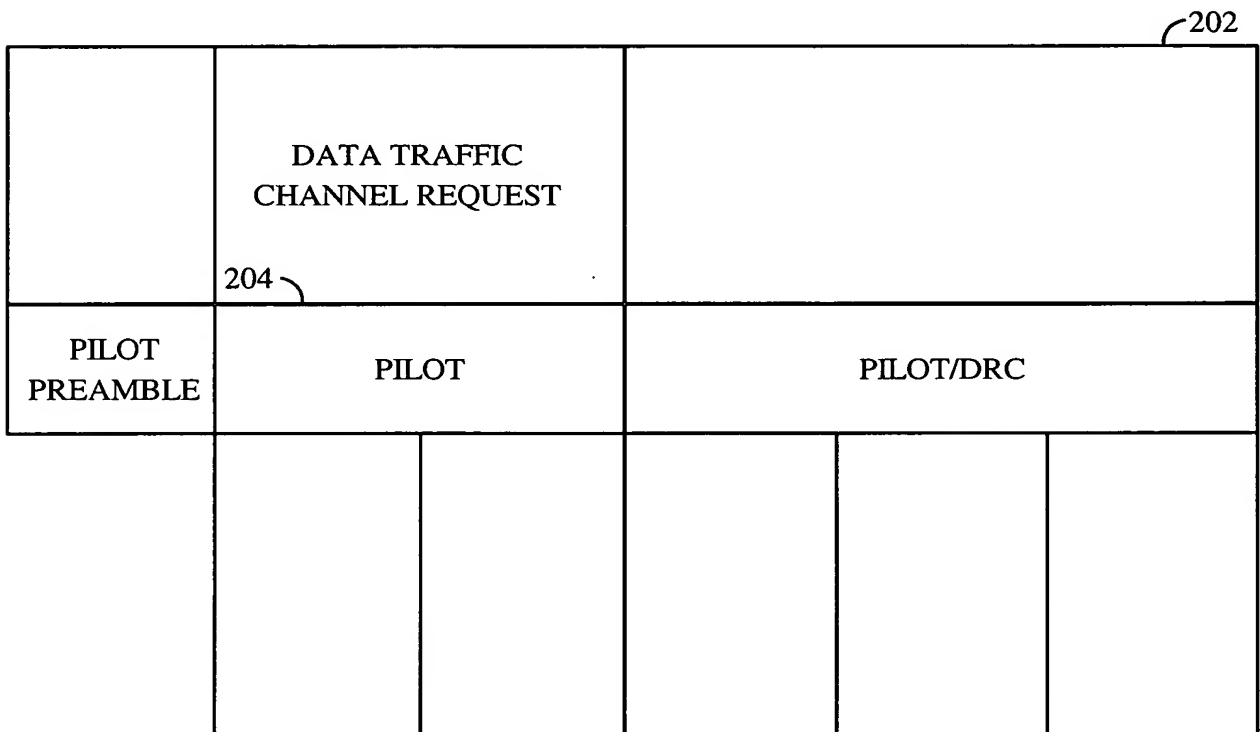 202
DATA TRAFFIC
CHANNEL REQUEST
204
PILOT
PREAMBLE
PILOT
PILOT/DRC